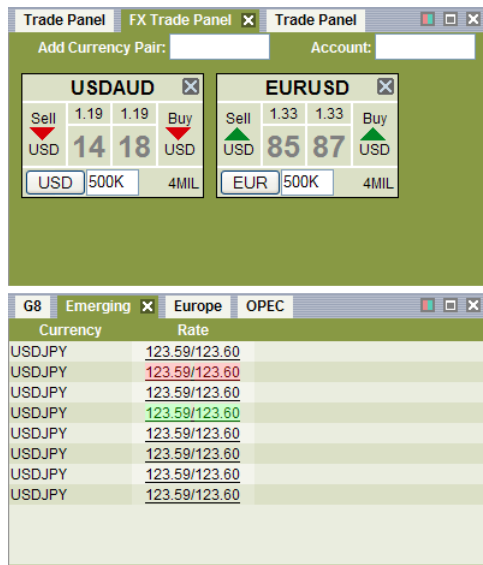 Trade Panel FX Trade Panel Trade Panel
Add Currency Pair: Account:
USDAUD EURUSD
Sell 1.19 1.19 Buy Sell 1.33 1.33 Buy
USD 14 18 USD USD 85 87 USD
USD 500K 4MIL EUR 500K 4MIL
G8 Emerging Europe OPEC
Currency Rate
USDJPY 123.59/123.60
USDJPY 123.59/123.60
USDJPY 123.59/123.60
USDJPY 123.59/123.60
USDJPY 123.59/123.60
USDJPY 123.59/123.60
USDJPY 123.59/123.60
USDJPY 123.59/123.60